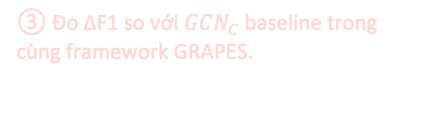 ③ Đo ΔF1 so với 𝐺𝐶𝑁_𝐶 baseline trong
cùng framework GRAPES.